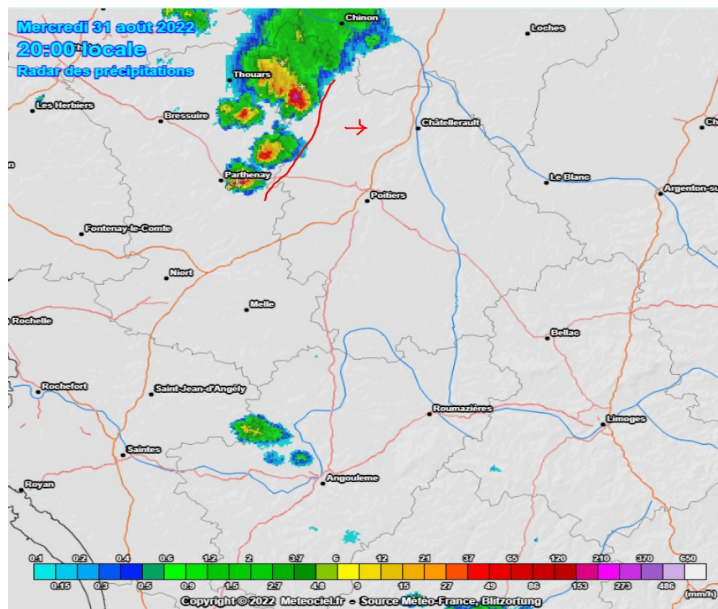 Mercredi 31 août 2022
20:00 locale
Radar des précipitations
Chinon
Loches
Thouars
Les Herbiers
Bressuire
Châtellerault
Parthenay
Le Blanc
Poitiers
Argenton-su
Fontenay-le-Comte
Niort
Melle
Rochelle
Bellac
Rochefort
Saint-Jean-d'Angély
Roumazières
Limoges
Saintes
Angouleme
Royan
0.1 0.2 0.4 0.6 1.2 2 3.7 6 12 21 37 65 120 210 370 650
0.15 0.3 0.5 0.9 1.5 2.5 4.8 9 15 27 49 86 153 273 486 (mm/h)
Copyright © 2022 Meteociel.fr - Source Météo-France, Blitzortung